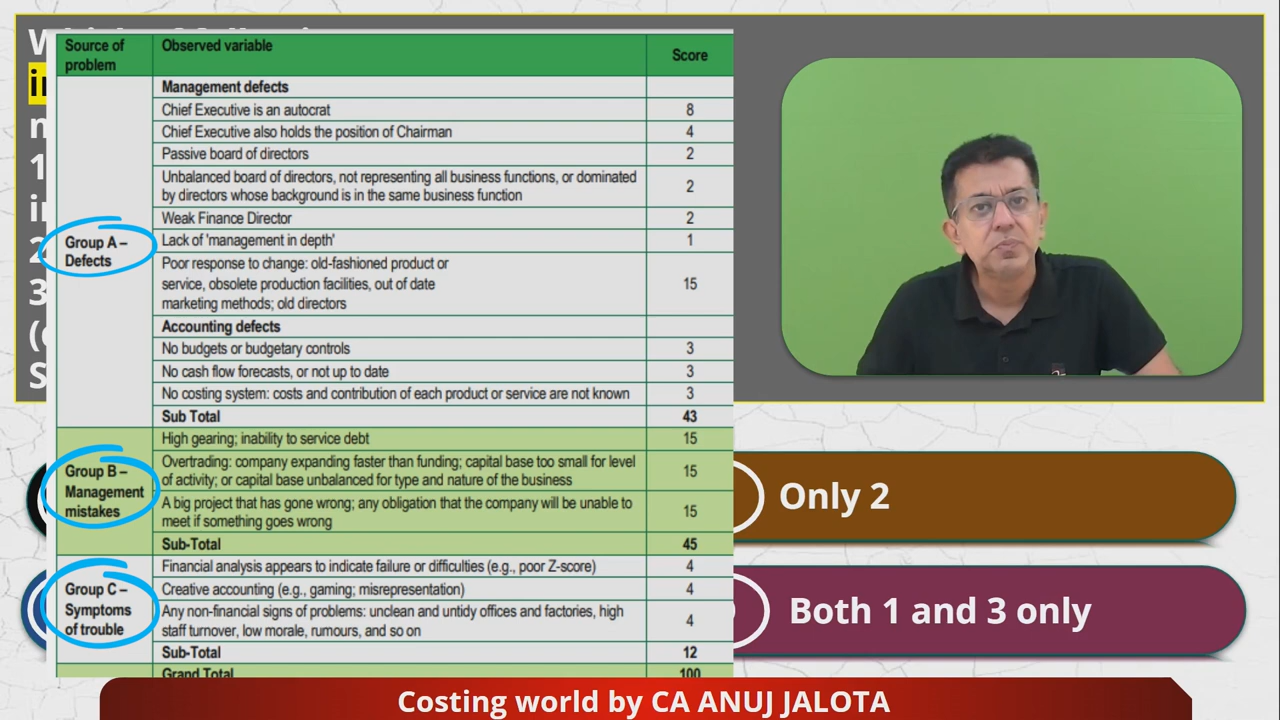 Source of
problem
Observed variable
Score
Management defects
Chief Executive is an autocrat
8
Chief Executive also holds the position of Chairman
4
Passive board of directors
2
Unbalanced board of directors, not representing all business functions, or dominated
by directors whose background is in the same business function
2
Weak Finance Director
2
Group A –
Defects
Lack of 'management in depth'
1
Poor response to change: old-fashioned product or
service, obsolete production facilities, out of date
marketing methods; old directors
15
Accounting defects
No budgets or budgetary controls
3
No cash flow forecasts, or not up to date
3
No costing system: costs and contribution of each product or service are not known
3
Sub Total
43
Group B –
Management
mistakes
High gearing; inability to service debt
15
Overtrading: company expanding faster than funding; capital base too small for level
of activity; or capital base unbalanced for type and nature of the business
15
A big project that has gone wrong; any obligation that the company will be unable to
meet if something goes wrong
15
Sub-Total
45
Group C –
Symptoms
of trouble
Financial analysis appears to indicate failure or difficulties (e.g., poor Z-score)
4
Creative accounting (e.g., gaming; misrepresentation)
4
Any non-financial signs of problems: unclean and untidy offices and factories, high
staff turnover, low morale, rumours, and so on
4
Sub-Total
12
Grand Total
100
1
2
3
Only 2
Both 1 and 3 only
Costing world by CA ANUJ JALOTA